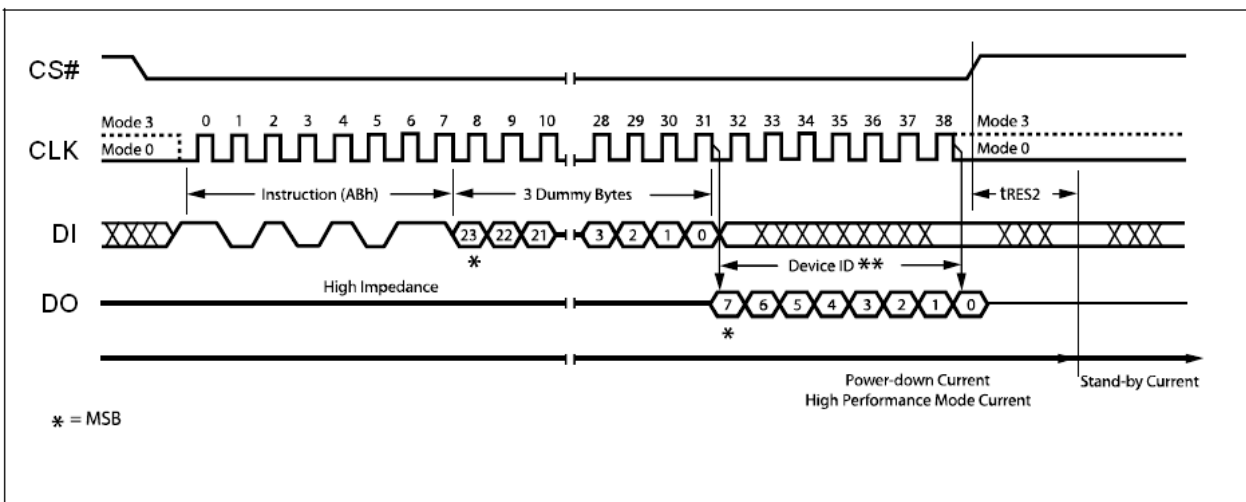 CS#
Mode 3 0 1 2 3 4 5 6 7 8 9 10 28 29 30 31 32 33 34 35 36 37 38 Mode 3
CLK Mode 0 Mode 0
Instruction (ABh) 3 Dummy Bytes tRES2
DI 23 22 21 3 2 1 0
* Device ID **
High Impedance
DO 7 6 5 4 3 2 1 0
*
Power-down Current Stand-by Current
High Performance Mode Current
* = MSB